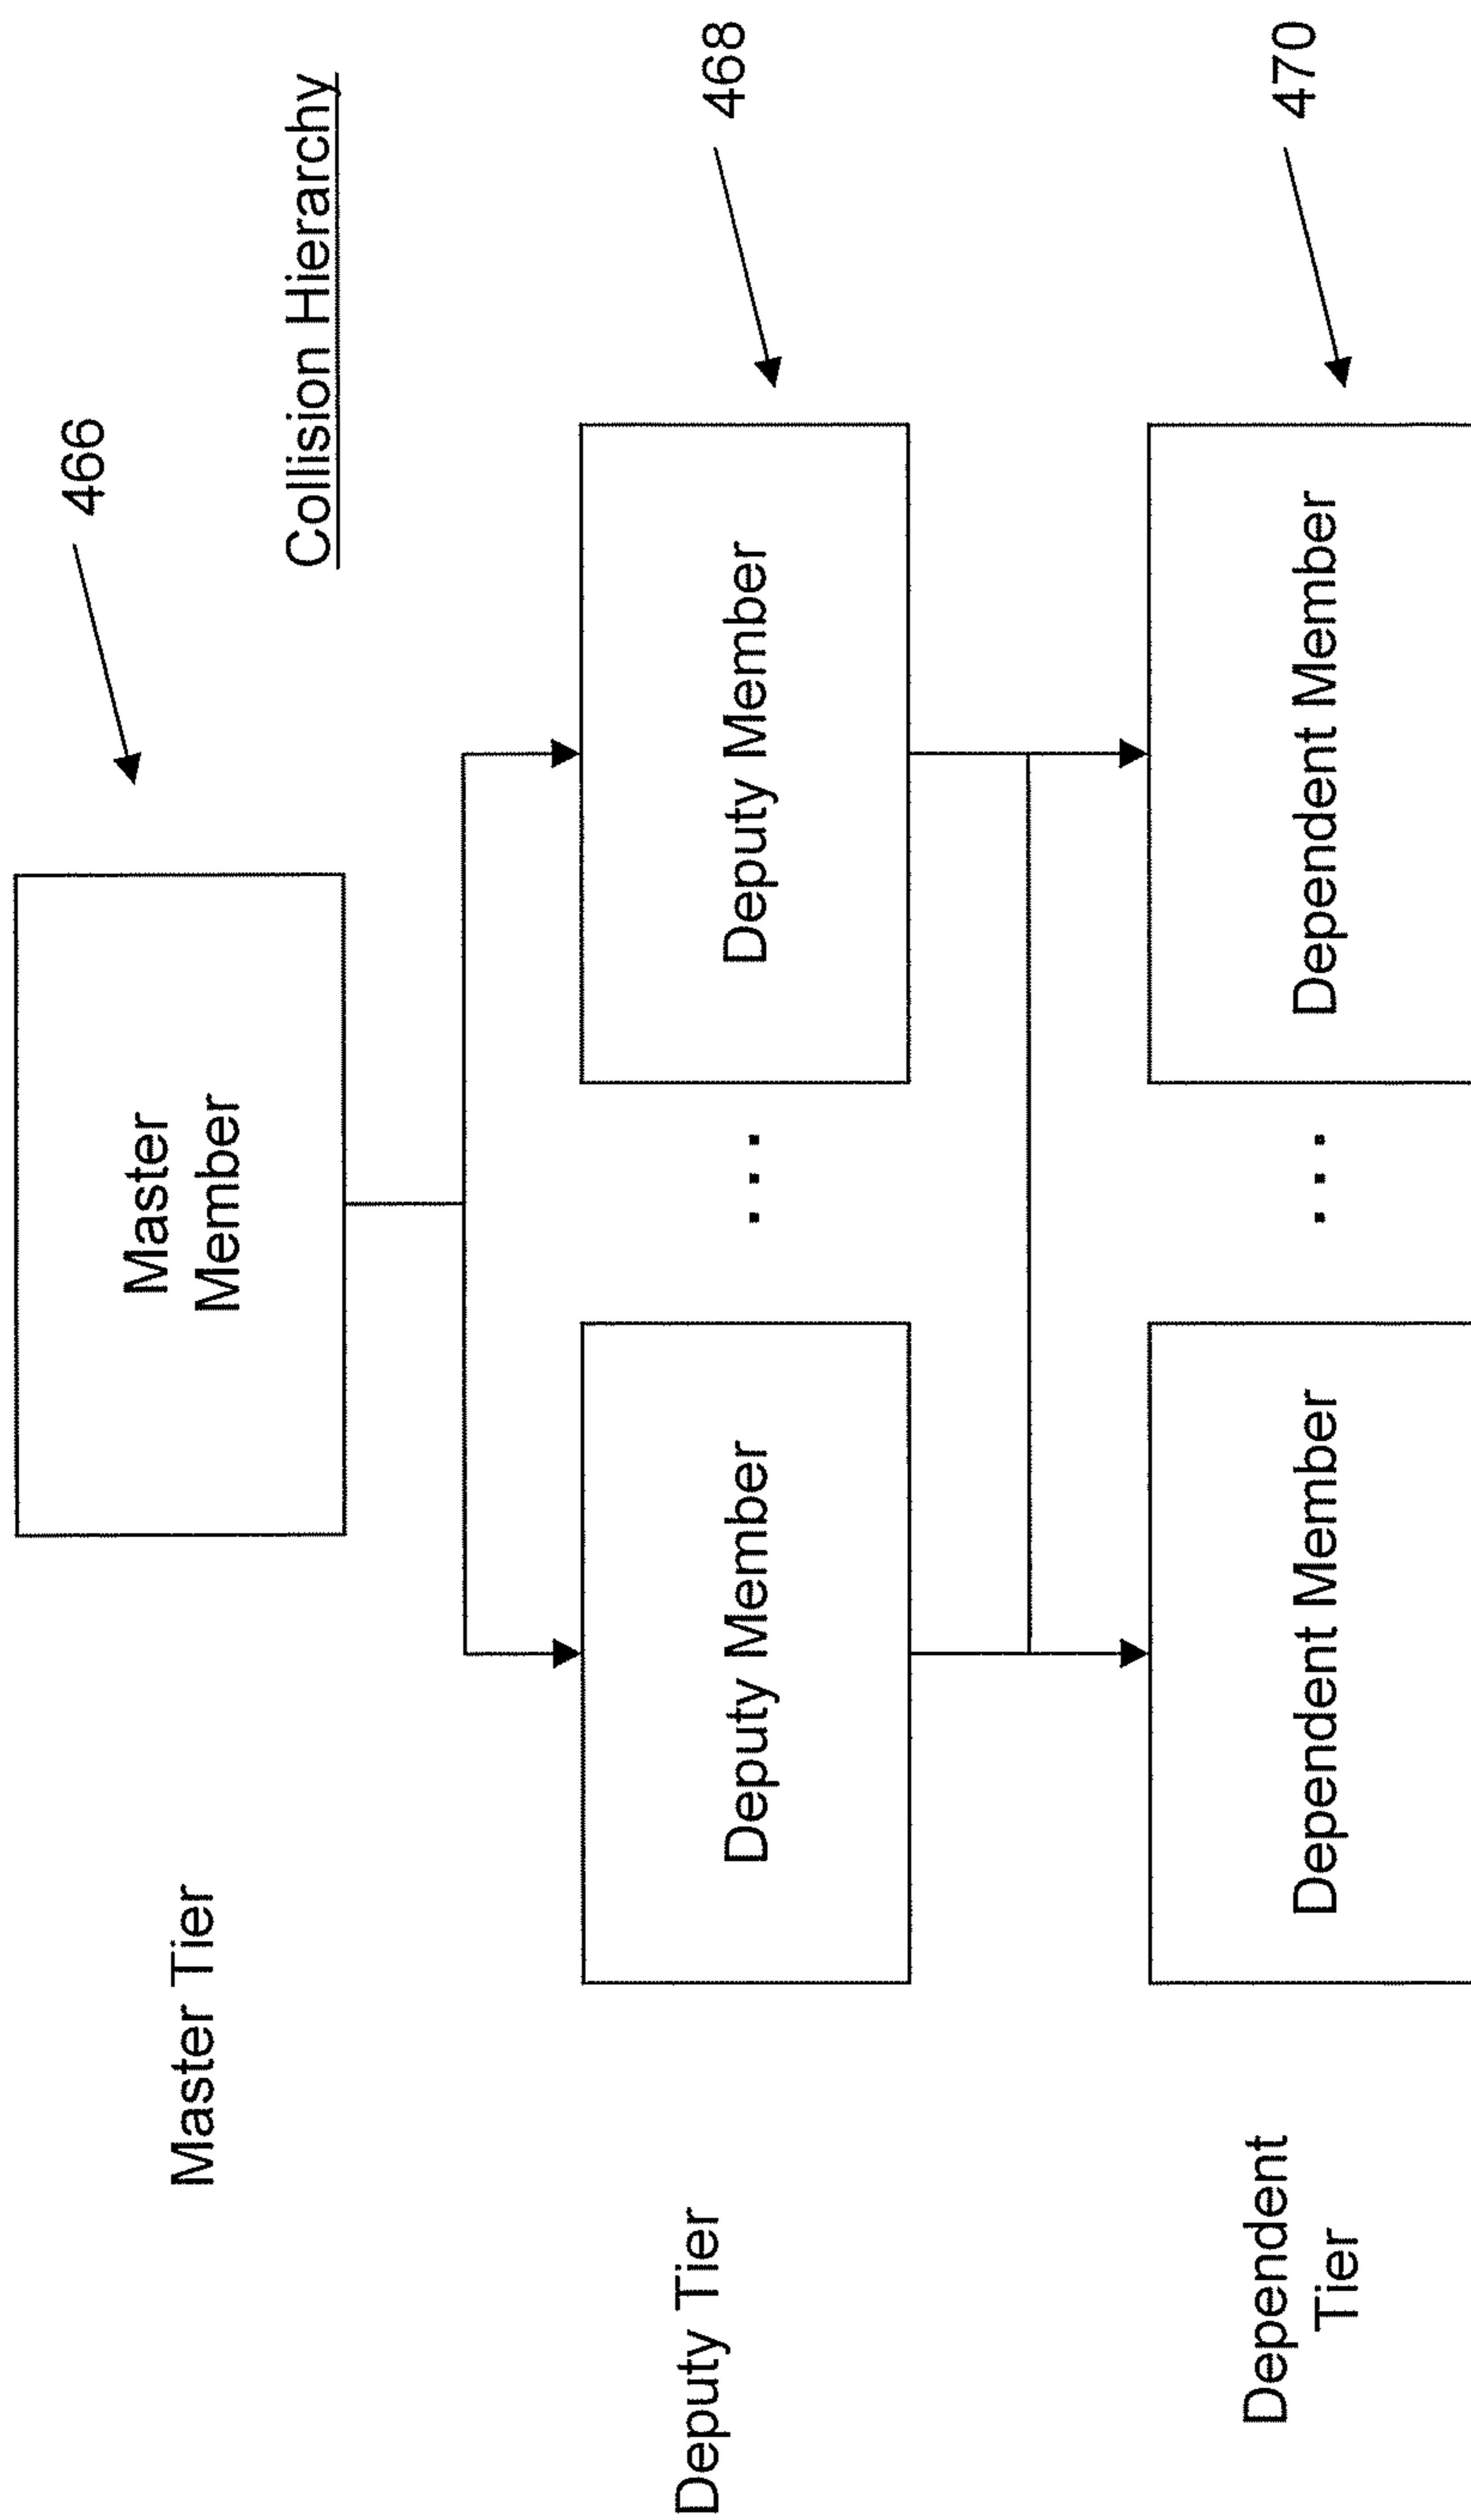 466
Master
Member
Master Tier
Collision Hierarchy
468
Deputy Member
...
Deputy Member
Deputy Tier
470
Dependent Member
...
Dependent Member
Dependent
Tier